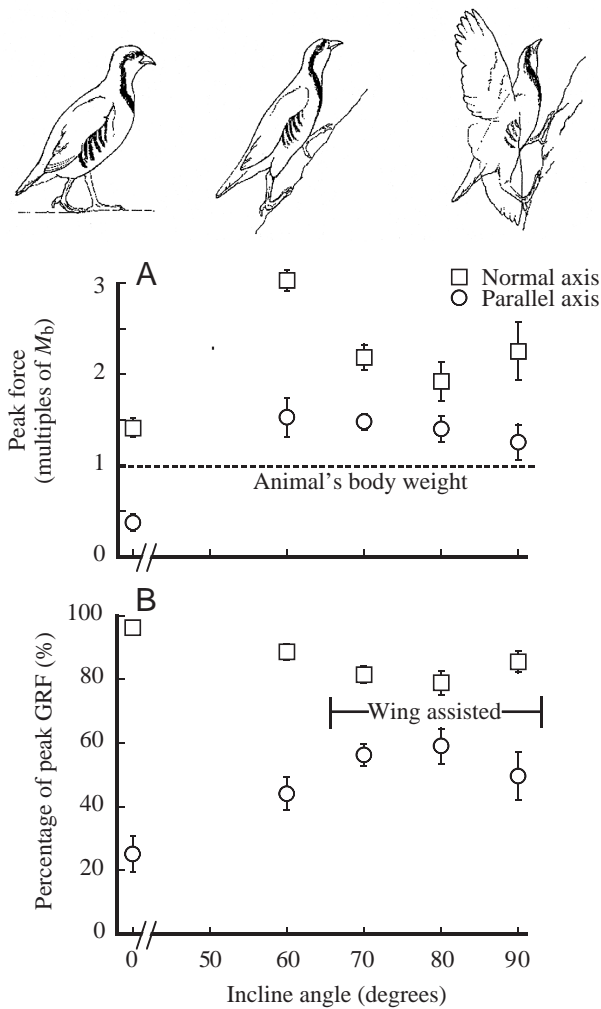 A
Normal axis
Parallel axis
Peak force
(multiples of Mb)
3
2
1
0
Animal's body weight
B
Percentage of peak GRF (%)
100
80
60
40
20
0
Wing assisted
0 50 60 70 80 90
Incline angle (degrees)